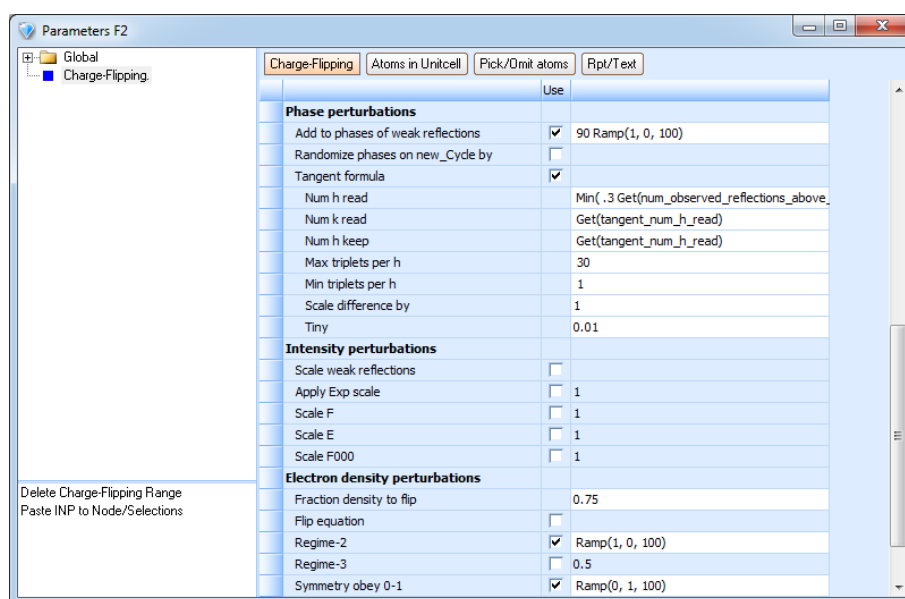 Parameters F2
Global
Charge-Flipping.
Delete Charge-Flipping Range
Paste INP to Node/Selections
Charge-Flipping Atoms in Unitcell Pick/Omit atoms Rpt/Text
Use
Phase perturbations
Add to phases of weak reflections 90 Ramp(1, 0, 100)
Randomize phases on new_Cycle by
Tangent formula
Num h read Min( .3 Get(num_observed_reflections_above_
Num k read Get(tangent_num_h_read)
Num h keep Get(tangent_num_h_read)
Max triplets per h 30
Min triplets per h 1
Scale difference by 1
Tiny 0.01
Intensity perturbations
Scale weak reflections
Apply Exp scale 1
Scale F 1
Scale E 1
Scale F000 1
Electron density perturbations
Fraction density to flip 0.75
Flip equation
Regime-2 Ramp(1, 0, 100)
Regime-3 0.5
Symmetry obey 0-1 Ramp(0, 1, 100)